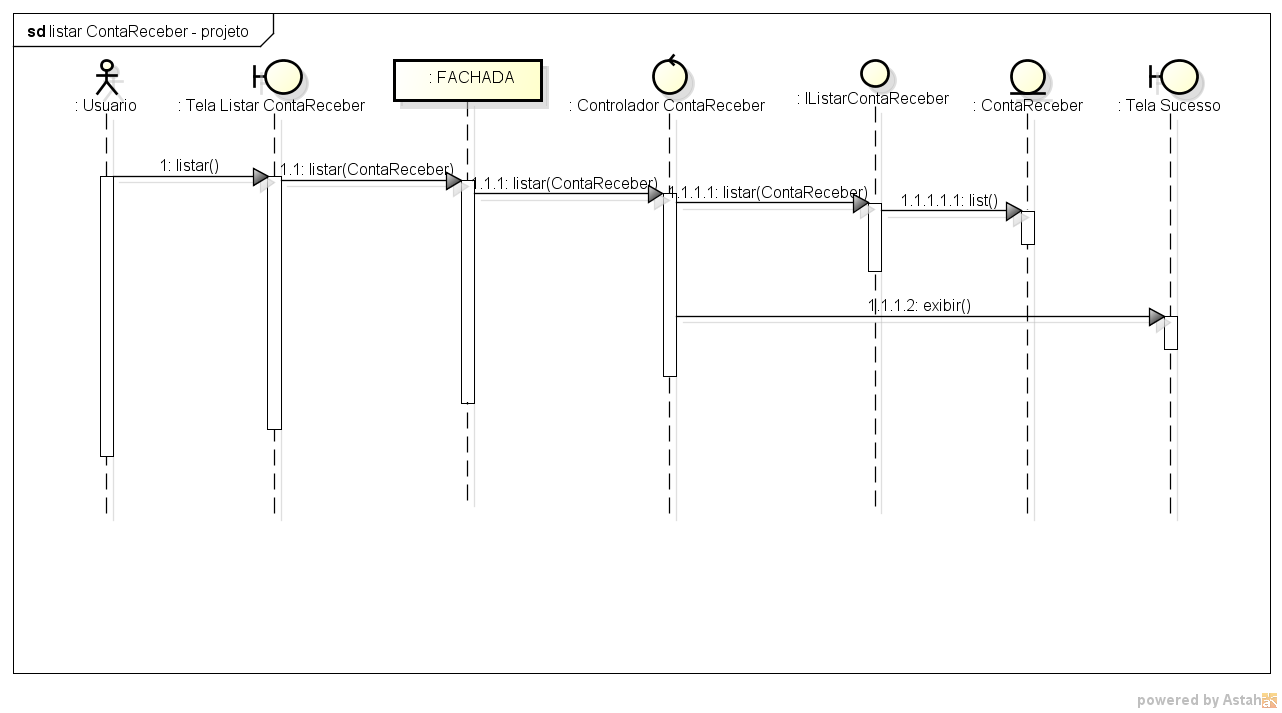 sd listar ContaReceber - projeto
: Usuario
: Tela Listar ContaReceber
: FACHADA
: Controlador ContaReceber
: IListarContaReceber
: ContaReceber
: Tela Sucesso
1: listar()
1.1: listar(ContaReceber)
1.1.1: listar(ContaReceber)
1.1.1.1: listar(ContaReceber)
1.1.1.1.1: list()
1.1.1.2: exibir()
powered by Astah